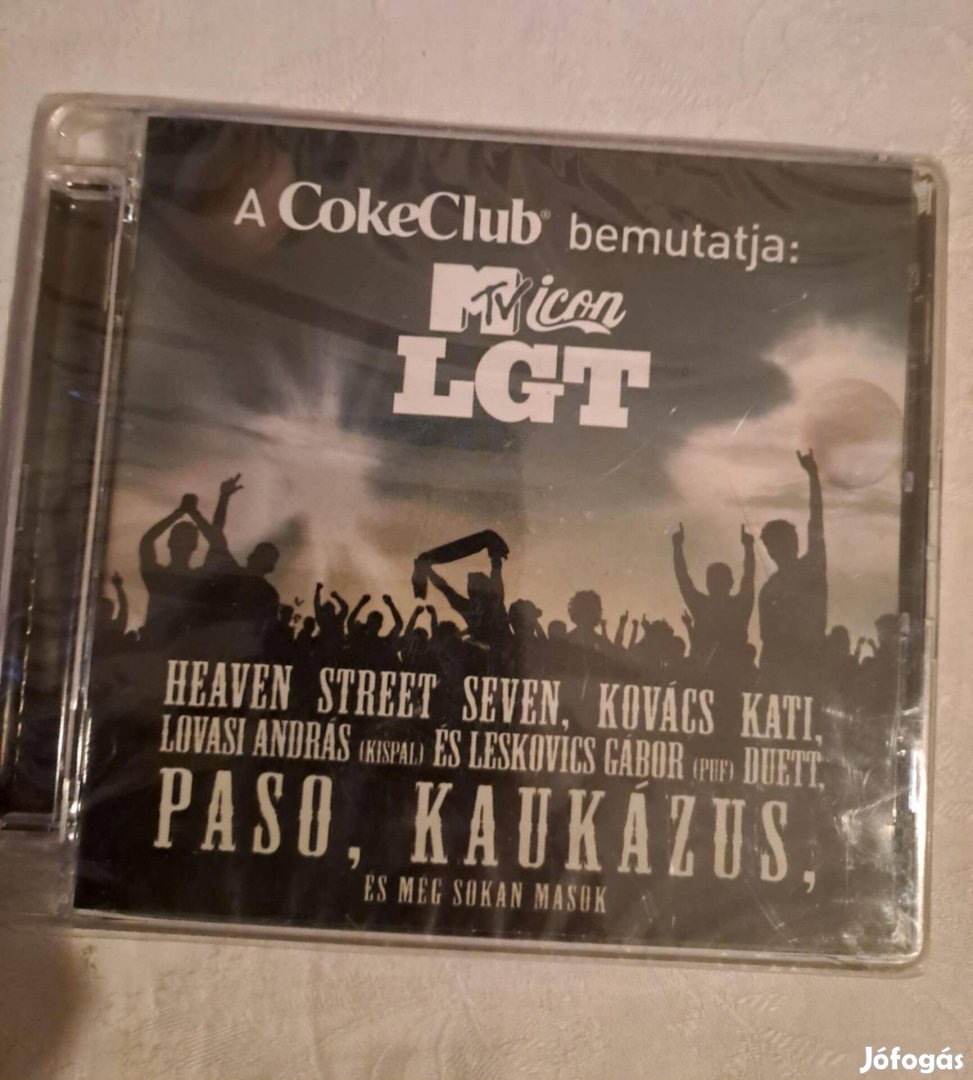 A CokeClub® bemutatja:
MTV icon
LGT
HEAVEN STREET SEVEN, KOVÁCS KATI,
LOVASI ANDRÁS (KISPÁL) ÉS LESKOVICS GÁBOR (PUF) DUETT,
PASO, KAUKÁZUS,
ÉS MÉG SOKAN MÁSOK
Jófogás